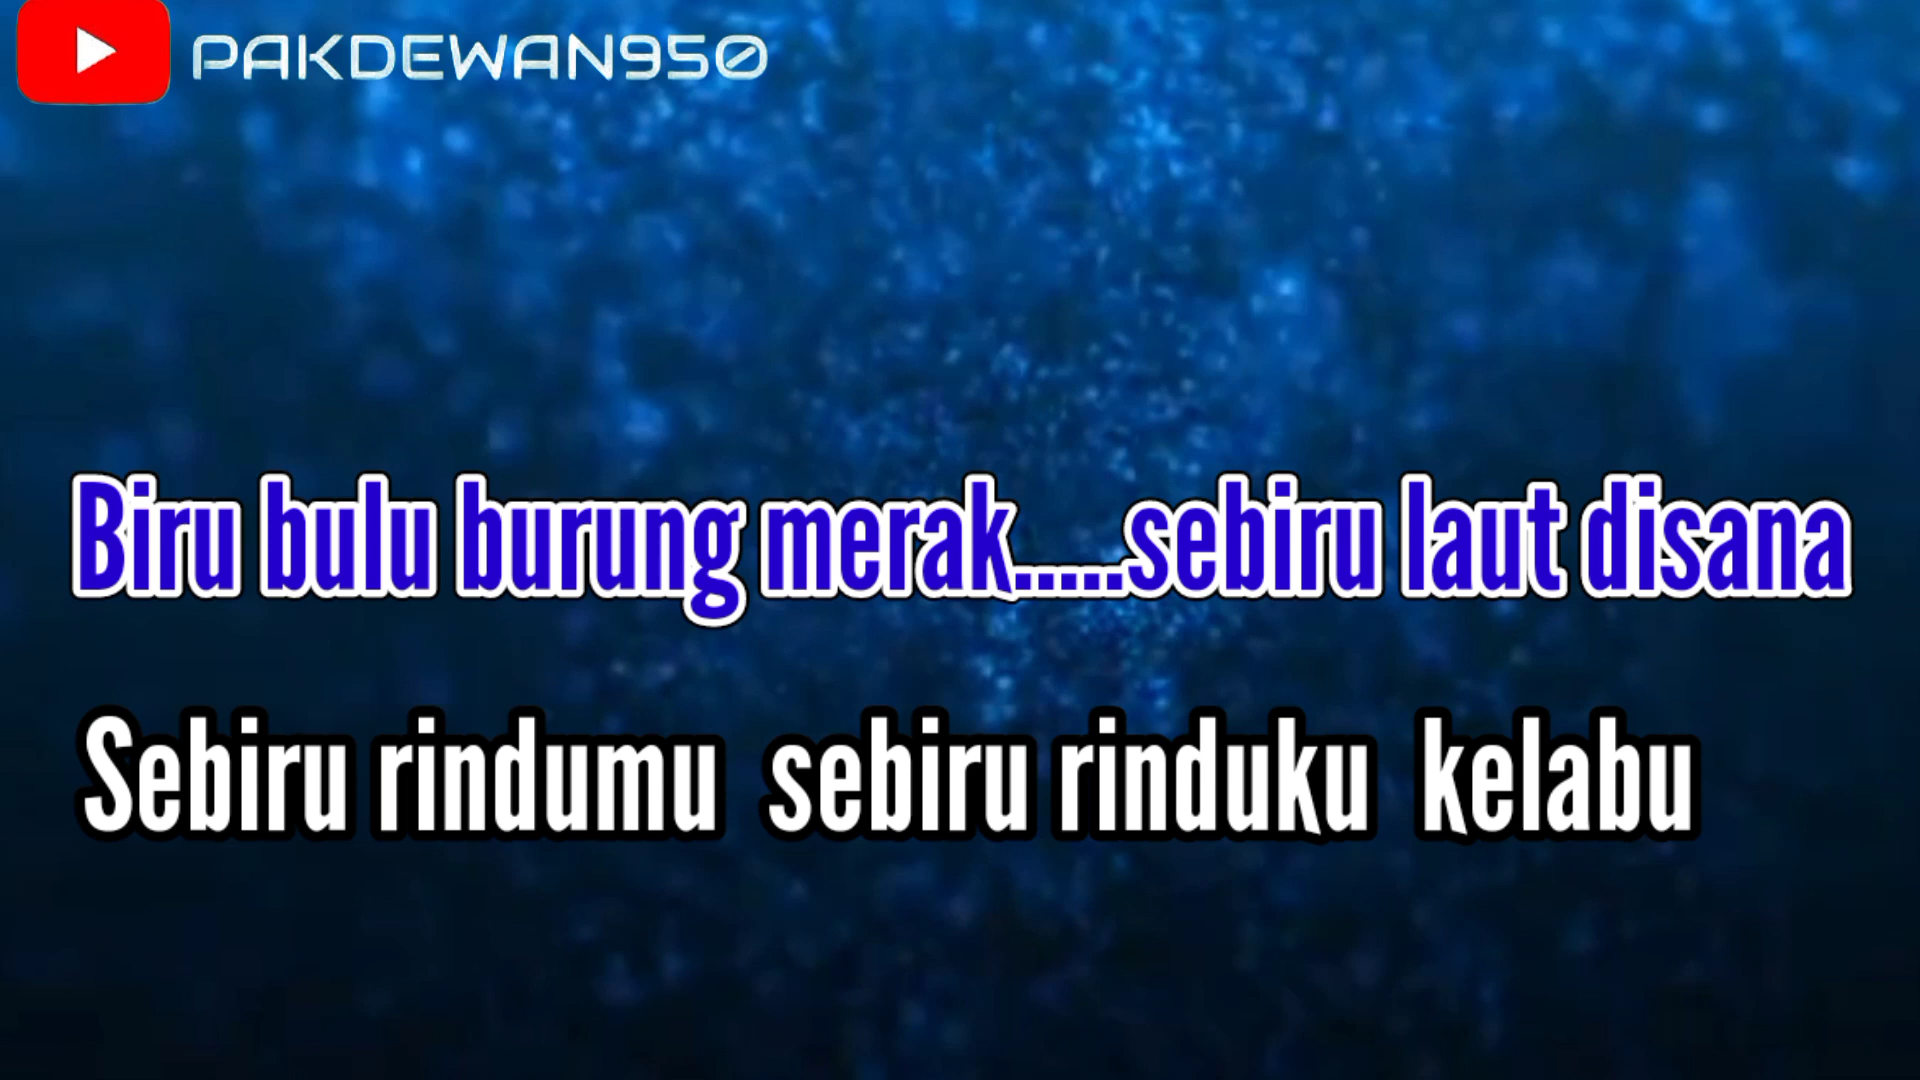 PAKDEWAN950
Biru bulu burung merak.....sebiru laut disana
Sebiru rindumu sebiru rinduku kelabu